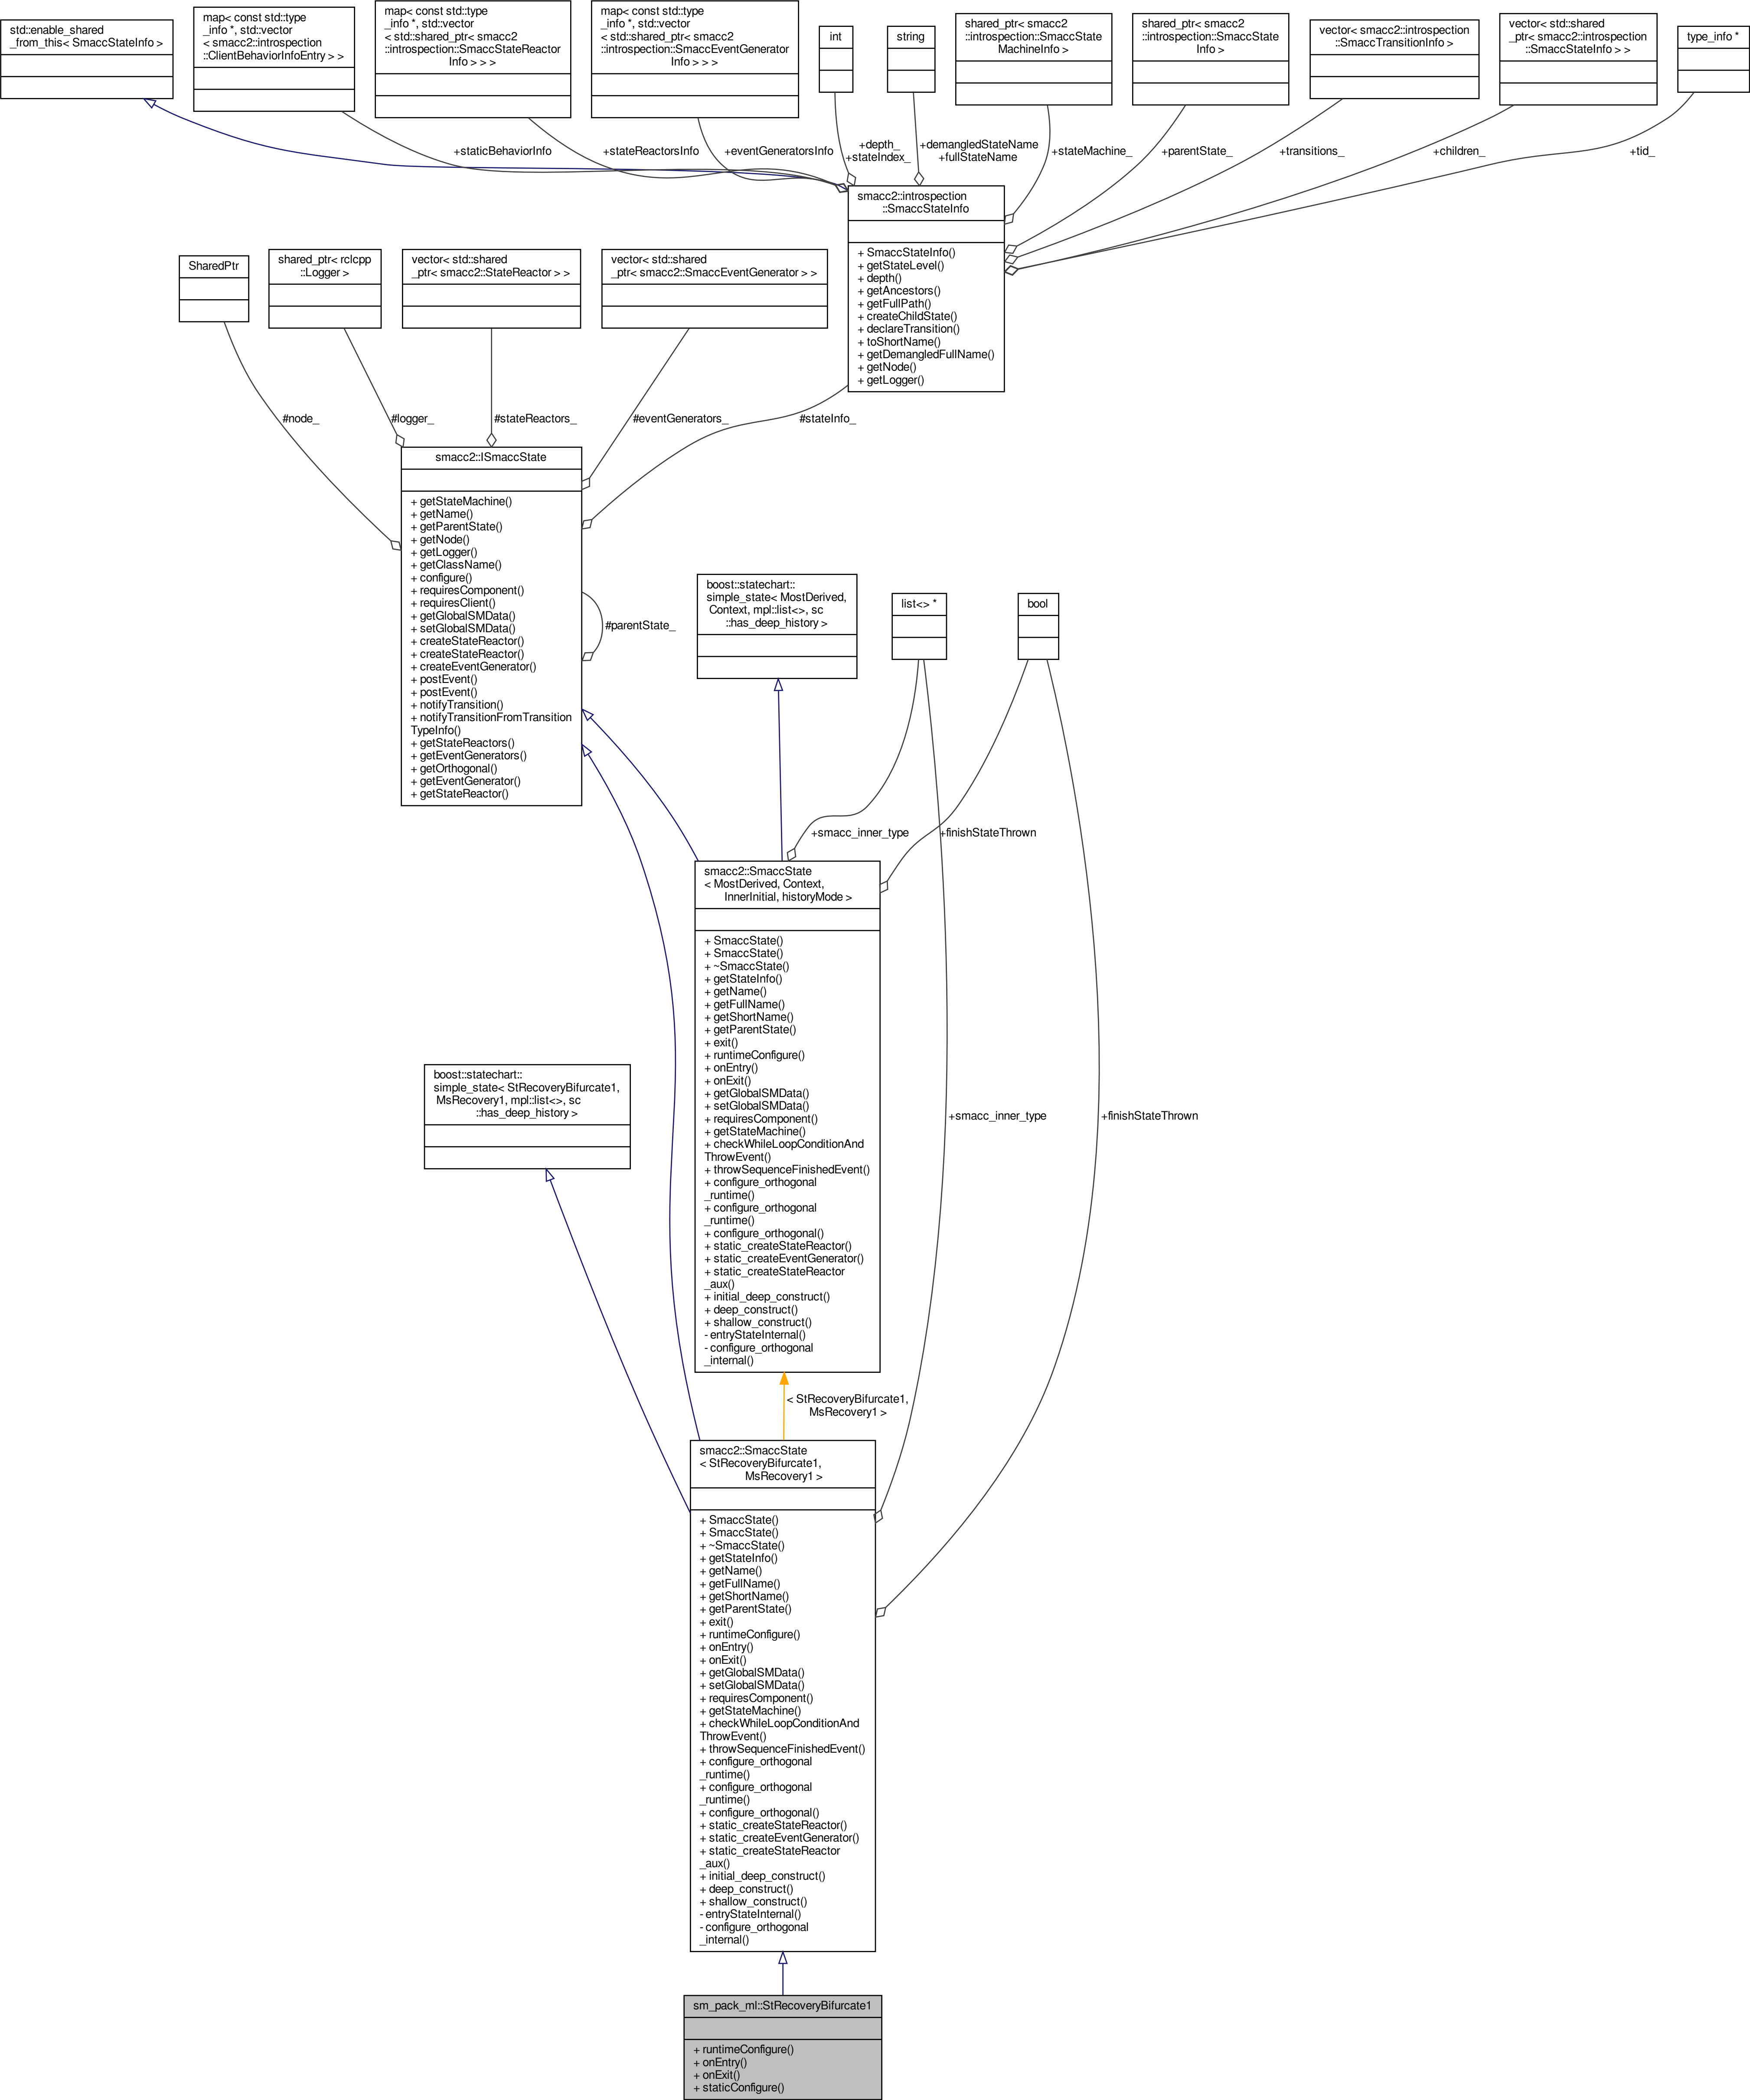 std::enable_shared
_from_this< SmaccStateInfo >
map< const std::type
_info *, std::vector
< smacc2::introspection
::ClientBehaviorInfoEntry > >
map< const std::type
_info *, std::vector
< std::shared_ptr< smacc2
::introspection::SmaccStateReactor
Info > > >
map< const std::type
_info *, std::vector
< std::shared_ptr< smacc2
::introspection::SmaccEventGenerator
Info > > >
int
string
shared_ptr< smacc2
::introspection::SmaccState
MachineInfo >
shared_ptr< smacc2
::introspection::SmaccState
Info >
vector< smacc2::introspection
::SmaccTransitionInfo >
vector< std::shared
_ptr< smacc2::introspection
::SmaccStateInfo > >
type_info *
+staticBehaviorInfo
+stateReactorsInfo
+eventGeneratorsInfo
+depth_
+stateIndex_
+demangledStateName
+fullStateName
+stateMachine_
+parentState_
+transitions_
+children_
+tid_
smacc2::introspection
::SmaccStateInfo
+ SmaccStateInfo()
+ getStateLevel()
+ depth()
+ getAncestors()
+ getFullPath()
+ createChildState()
+ declareTransition()
+ toShortName()
+ getDemangledFullName()
+ getNode()
+ getLogger()
SharedPtr
shared_ptr< rclcpp
::Logger >
vector< std::shared
_ptr< smacc2::StateReactor > >
vector< std::shared
_ptr< smacc2::SmaccEventGenerator > >
#node_
#logger_
#stateReactors_
#eventGenerators_
#stateInfo_
smacc2::ISmaccState
+ getStateMachine()
+ getName()
+ getParentState()
+ getNode()
+ getLogger()
+ getClassName()
+ configure()
+ requiresComponent()
+ requiresClient()
+ getGlobalSMData()
+ setGlobalSMData()
+ createStateReactor()
+ createStateReactor()
+ createEventGenerator()
+ postEvent()
+ postEvent()
+ notifyTransition()
+ notifyTransitionFromTransition
TypeInfo()
+ getStateReactors()
+ getEventGenerators()
+ getOrthogonal()
+ getEventGenerator()
+ getStateReactor()
#parentState_
boost::statechart::
simple_state< MostDerived,
Context, mpl::list<>, sc
::has_deep_history >
list<> *
bool
+smacc_inner_type
+finishStateThrown
smacc2::SmaccState
< MostDerived, Context,
InnerInitial, historyMode >
+ SmaccState()
+ SmaccState()
+ ~SmaccState()
+ getStateInfo()
+ getName()
+ getFullName()
+ getShortName()
+ getParentState()
+ exit()
+ runtimeConfigure()
+ onEntry()
+ onExit()
+ getGlobalSMData()
+ setGlobalSMData()
+ requiresComponent()
+ getStateMachine()
+ checkWhileLoopConditionAnd
ThrowEvent()
+ throwSequenceFinishedEvent()
+ configure_orthogonal
_runtime()
+ configure_orthogonal
_runtime()
+ configure_orthogonal()
+ static_createStateReactor()
+ static_createEventGenerator()
+ static_createStateReactor
_aux()
+ initial_deep_construct()
+ deep_construct()
+ shallow_construct()
- entryStateInternal()
- configure_orthogonal
_internal()
boost::statechart::
simple_state< StRecoveryBifurcate1,
MsRecovery1, mpl::list<>, sc
::has_deep_history >
+smacc_inner_type
+finishStateThrown
< StRecoveryBifurcate1,
MsRecovery1 >
smacc2::SmaccState
< StRecoveryBifurcate1,
MsRecovery1 >
+ SmaccState()
+ SmaccState()
+ ~SmaccState()
+ getStateInfo()
+ getName()
+ getFullName()
+ getShortName()
+ getParentState()
+ exit()
+ runtimeConfigure()
+ onEntry()
+ onExit()
+ getGlobalSMData()
+ setGlobalSMData()
+ requiresComponent()
+ getStateMachine()
+ checkWhileLoopConditionAnd
ThrowEvent()
+ throwSequenceFinishedEvent()
+ configure_orthogonal
_runtime()
+ configure_orthogonal
_runtime()
+ configure_orthogonal()
+ static_createStateReactor()
+ static_createEventGenerator()
+ static_createStateReactor
_aux()
+ initial_deep_construct()
+ deep_construct()
+ shallow_construct()
- entryStateInternal()
- configure_orthogonal
_internal()
sm_pack_ml::StRecoveryBifurcate1
+ runtimeConfigure()
+ onEntry()
+ onExit()
+ staticConfigure()